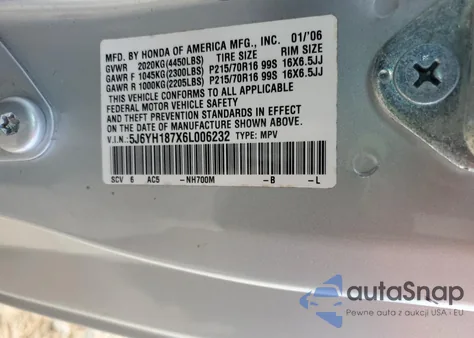 MFD. BY HONDA OF AMERICA MFG., INC. 01/'06
GVWR 2020KG(4450LBS) TIRE SIZE RIM SIZE
GAWR F 1045KG(2300LBS) P215/70R16 99S 16X6.5JJ
GAWR R 1000KG(2205LBS) P215/70R16 99S 16X6.5JJ
THIS VEHICLE CONFORMS TO ALL APPLICABLE
FEDERAL MOTOR VEHICLE SAFETY
AND THEFT PREVENTION STANDARDS IN EFFECT
ON THE DATE OF MANUFACTURE SHOWN ABOVE.
V.I.N.:5J6YH187X6L006232 TYPE: MPV
SCV 6 AC5 -NH700M -B -L
autoSnap
Pewne auta z aukcji USA i EU